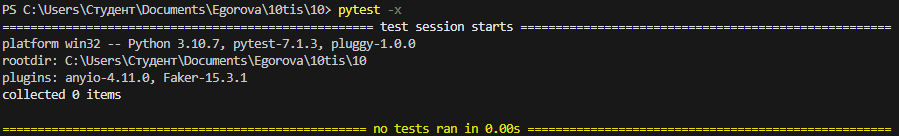 PS C:\Users\Студент\Documents\Egorova\10tis\10> pytest -x
================================================= test session starts =================================================
platform win32 -- Python 3.10.7, pytest-7.1.3, pluggy-1.0.0
rootdir: C:\Users\Студент\Documents\Egorova\10tis\10
plugins: anyio-4.11.0, Faker-15.3.1
collected 0 items
================================================ no tests ran in 0.00s ================================================